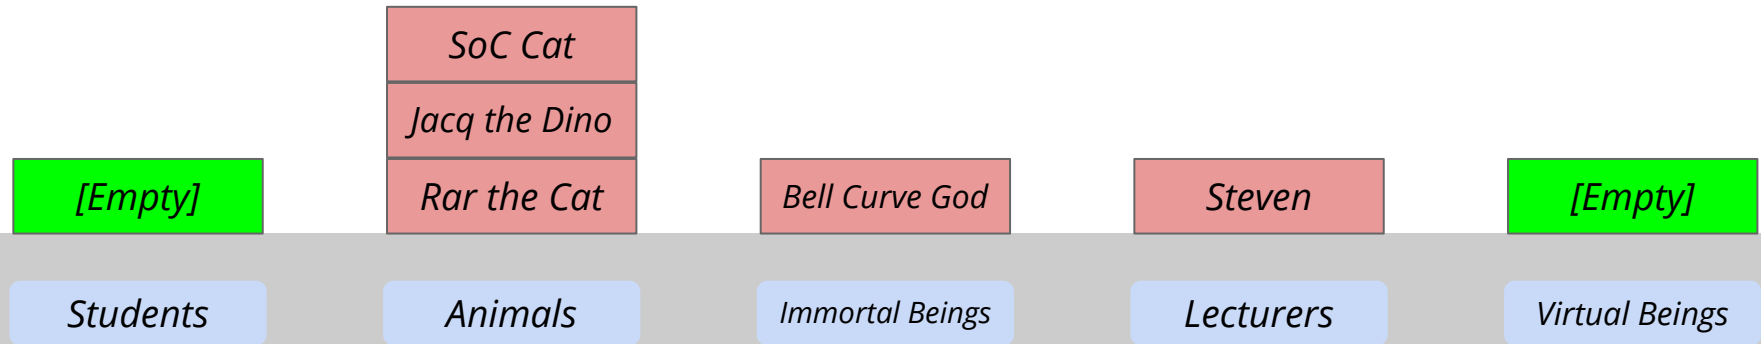 SoC Cat
Jacq the Dino
[Empty]
Rar the Cat
Bell Curve God
Steven
[Empty]
Students
Animals
Immortal Beings
Lecturers
Virtual Beings